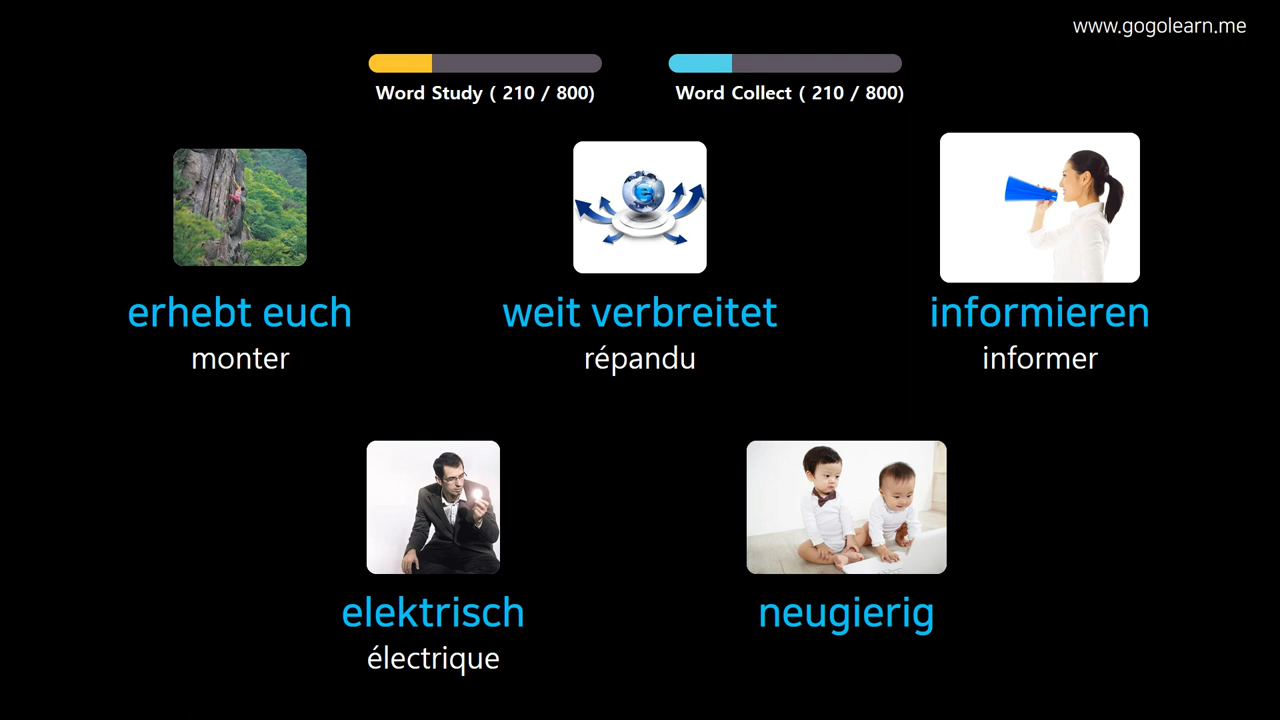 www.gogolearn.me
Word Study ( 210 / 800)
Word Collect ( 210 / 800)
erhebt euch
monter
weit verbreitet
répandu
informieren
informer
elektrisch
électrique
neugierig